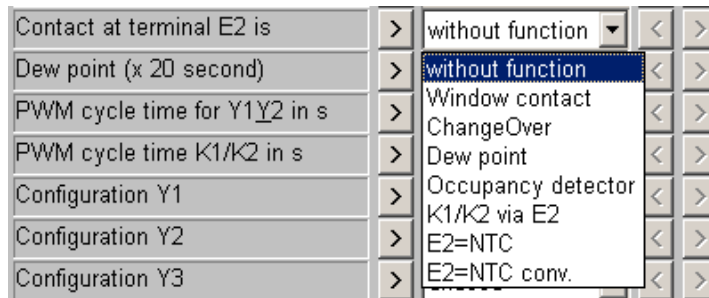 Contact at terminal E2 is
>
without function
<
>
Dew point (x 20 second)
>
without function
<
>
PWM cycle time for Y1Y2 in s
>
Window contact
<
>
ChangeOver
PWM cycle time K1/K2 in s
>
Dew point
<
>
Configuration Y1
>
Occupancy detector
<
>
K1/K2 via E2
Configuration Y2
>
E2=NTC
<
>
Configuration Y3
>
E2=NTC conv.
<
>